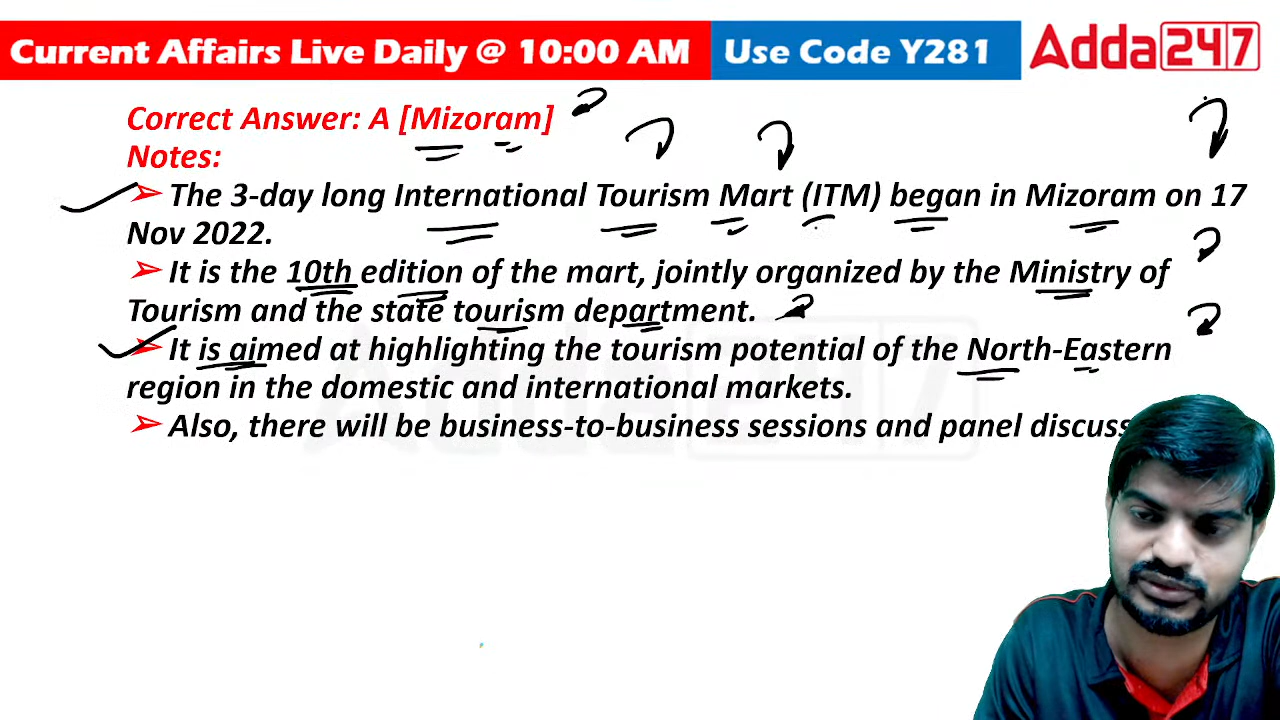 Current Affairs Live Daily @ 10:00 AM
Use Code Y281
Adda247
Correct Answer: A [Mizoram]
Notes:
➢ The 3-day long International Tourism Mart (ITM) began in Mizoram on 17
Nov 2022.
➢ It is the 10th edition of the mart, jointly organized by the Ministry of
Tourism and the state tourism department.
➢ It is aimed at highlighting the tourism potential of the North-Eastern
region in the domestic and international markets.
➢ Also, there will be business-to-business sessions and panel